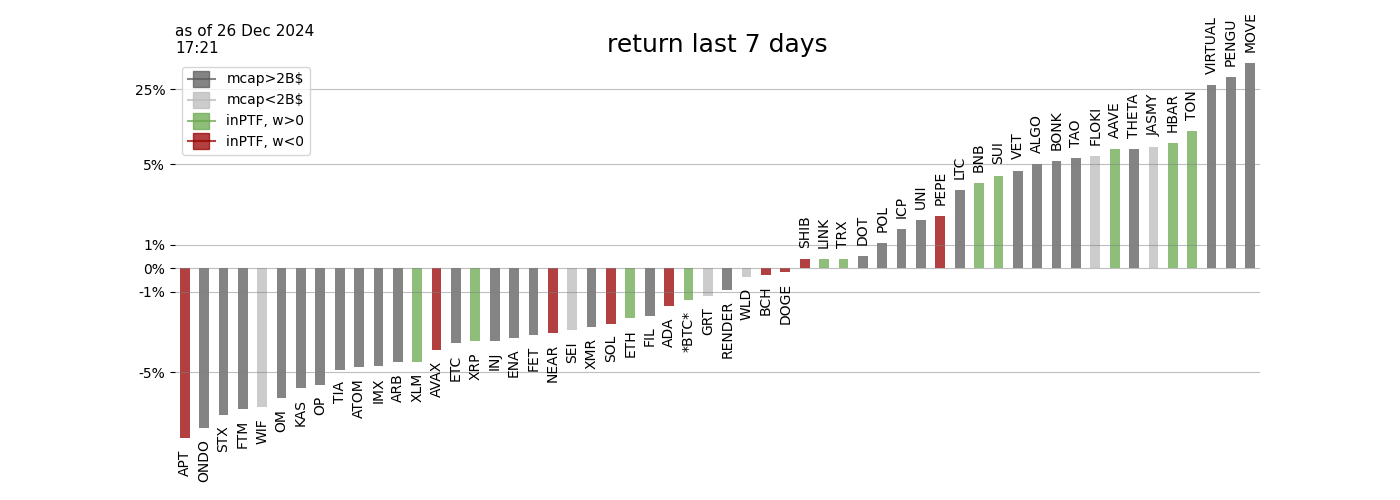 as of 26 Dec 2024
17:21
return last 7 days
mcap>2B$
mcap<2B$
inPTF, w>0
inPTF, w<0
25%
5%
1%
0%
-1%
-5%
APT
ONDO
STX
FTM
WIF
OM
KAS
OP
TIA
ATOM
IMX
ARB
XLM
AVAX
ETC
XRP
INJ
ENA
FET
NEAR
SEI
XMR
SOL
ETH
FIL
ADA
*BTC*
GRT
RENDER
WLD
BCH
DOGE
SHIB
LINK
TRX
DOT
POL
ICP
UNI
PEPE
LTC
BNB
SUI
VET
ALGO
BONK
TAO
FLOKI
AAVE
THETA
JASMY
HBAR
TON
VIRTUAL
PENGU
MOVE